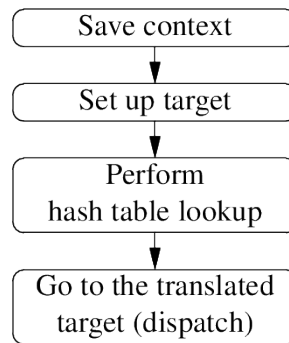 Save context
Set up target
Perform
hash table lookup
Go to the translated
target (dispatch)